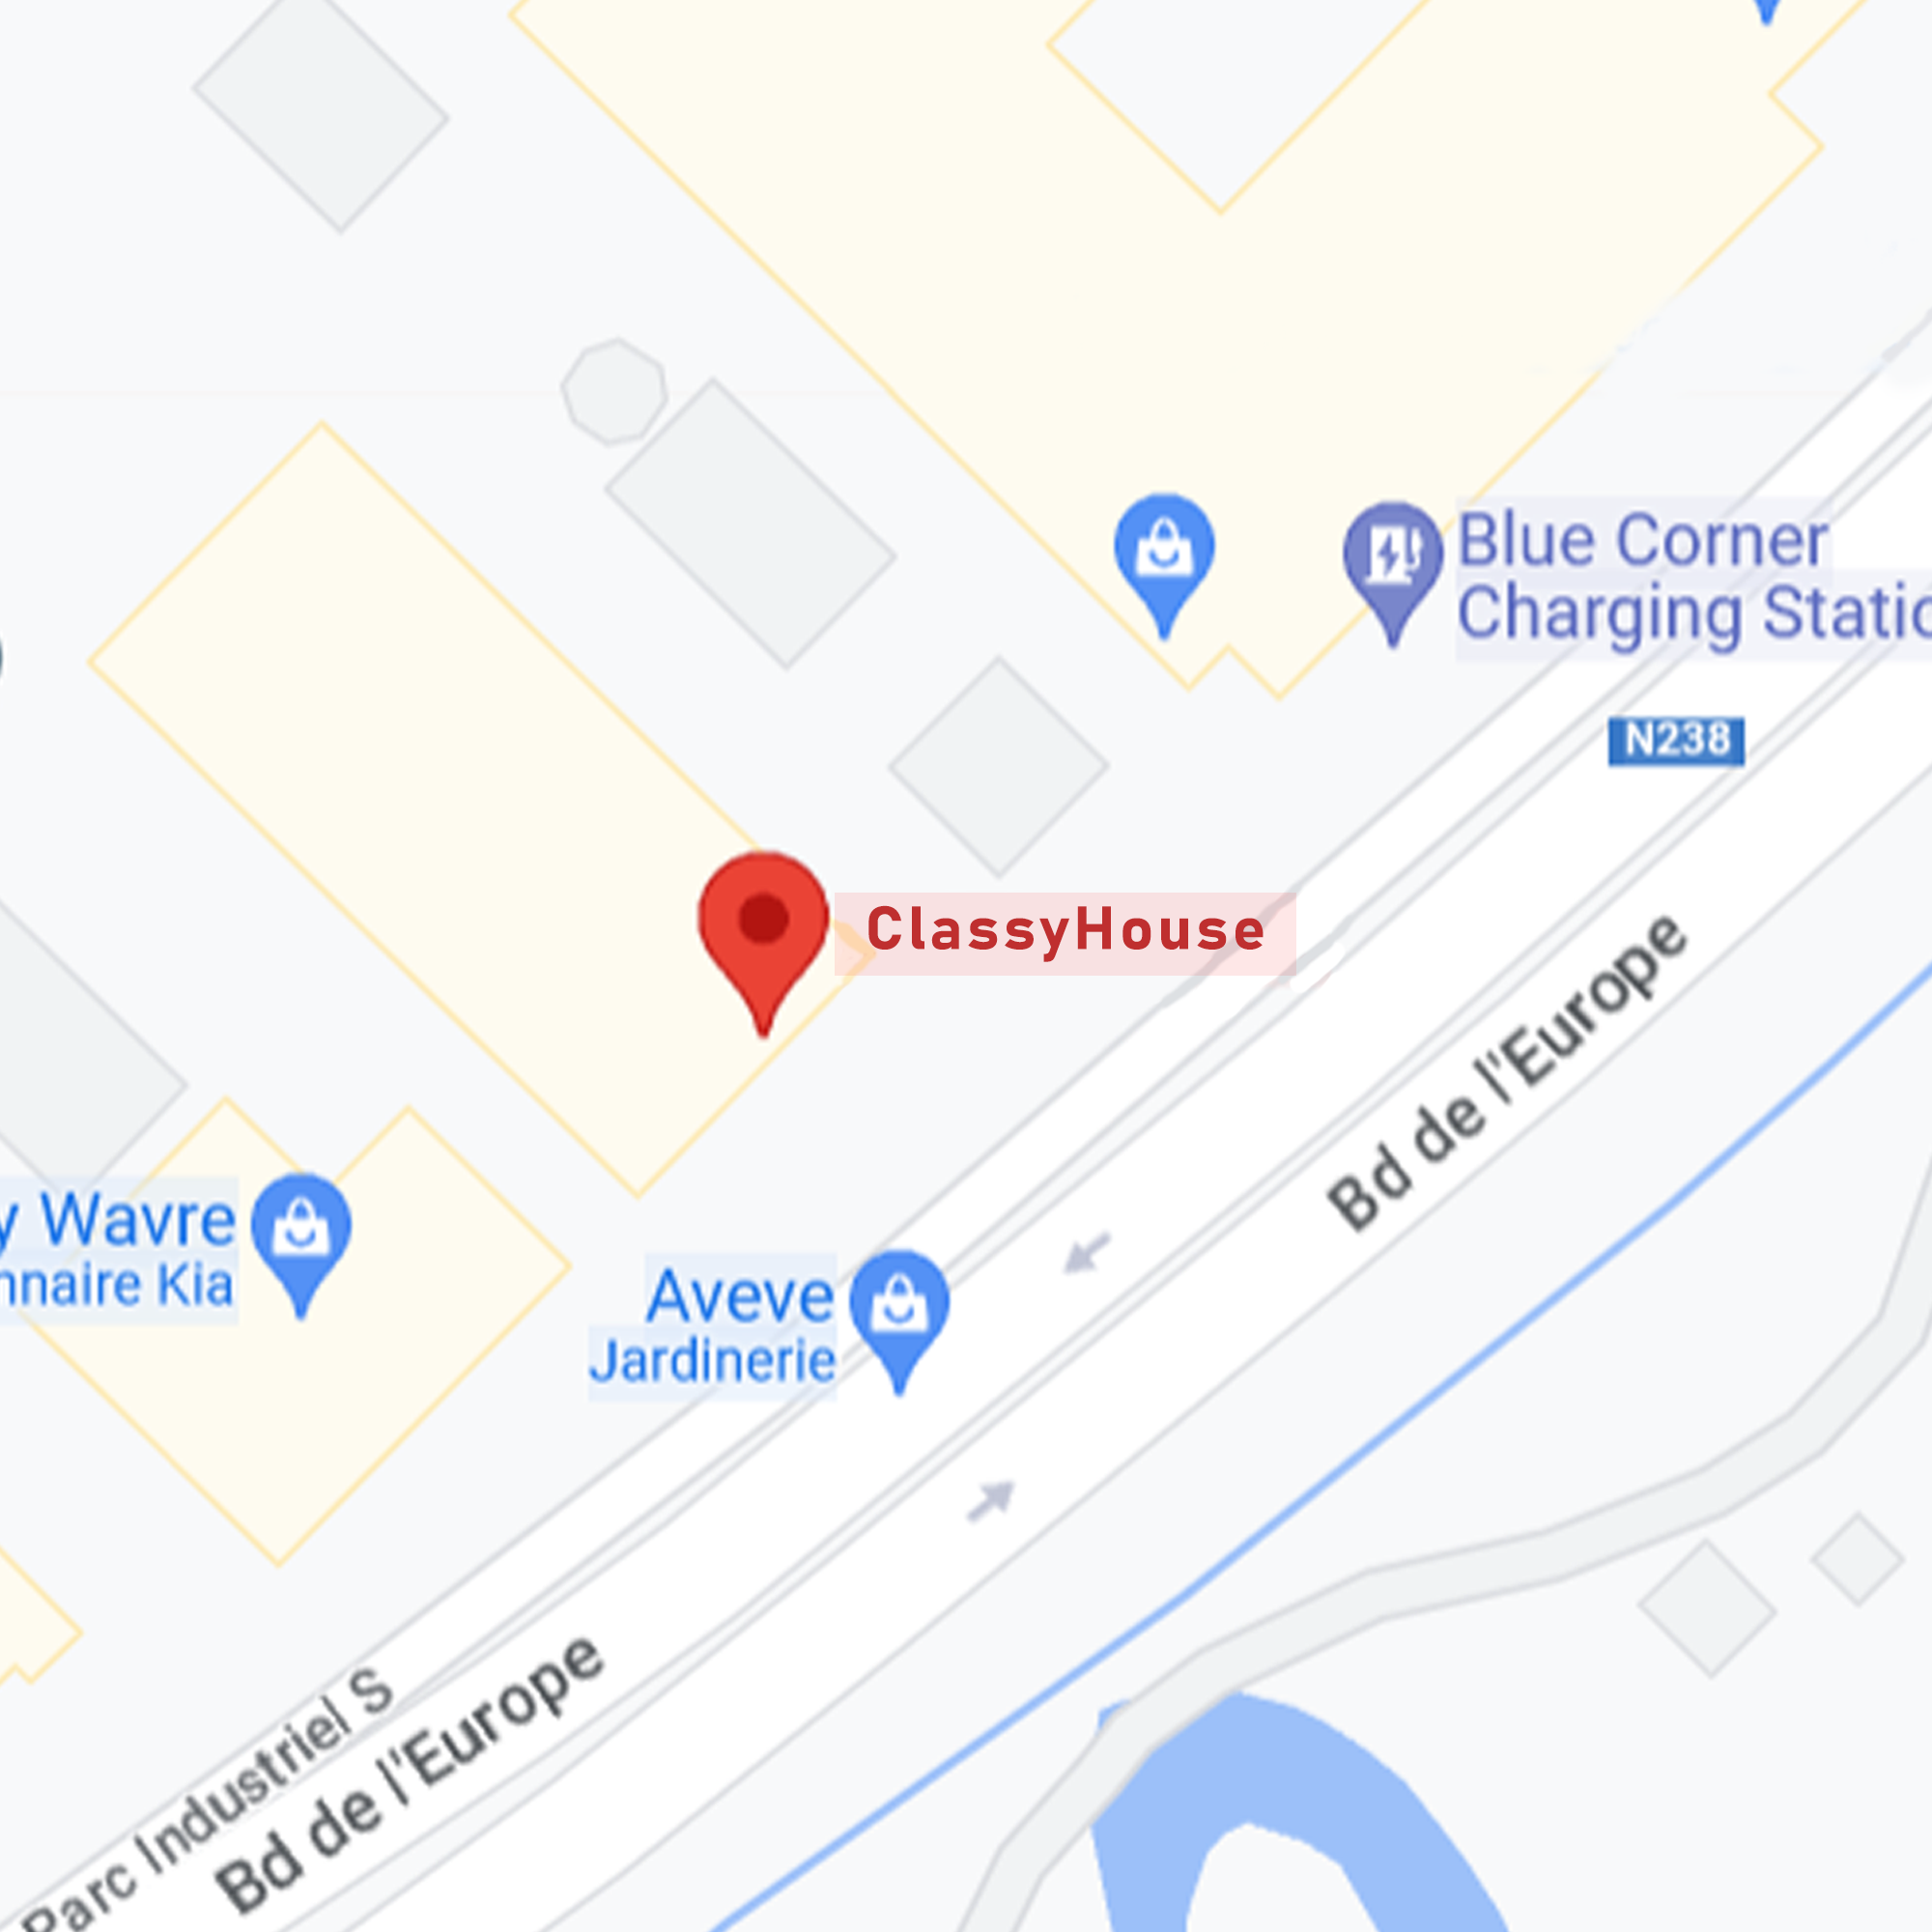 Blue Corner
Charging Static
N238
ClassyHouse
Bd de l'Europe
y Wavre
nnaire Kia
Aveve
Jardinerie
Parc Industriel S
Bd de l'Europe